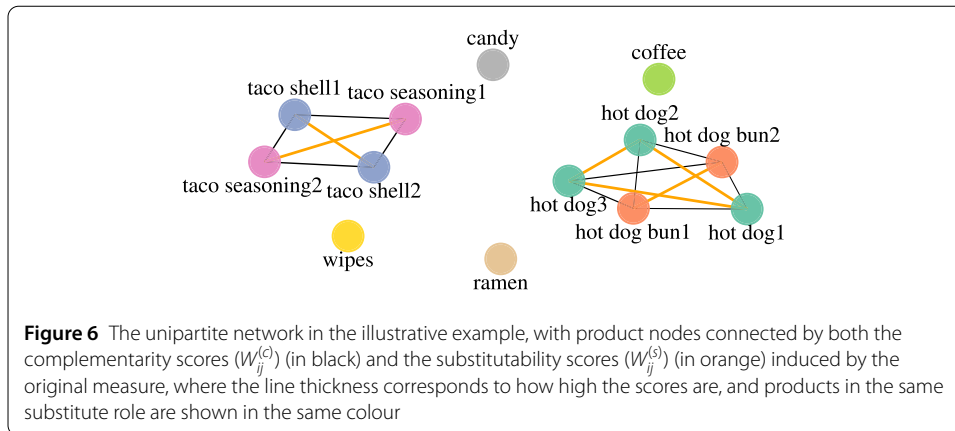 candy
coffee
taco shell1
taco seasoning1
hot dog2
hot dog bun2
taco seasoning2
taco shell2
hot dog3
hot dog bun1
hot dog1
wipes
ramen
Figure 6 The unipartite network in the illustrative example, with product nodes connected by both the
complementarity scores (W_{ij}^{(c)}) (in black) and the substitutability scores (W_{ij}^{(s)}) (in orange) induced by the
original measure, where the line thickness corresponds to how high the scores are, and products in the same
substitute role are shown in the same colour